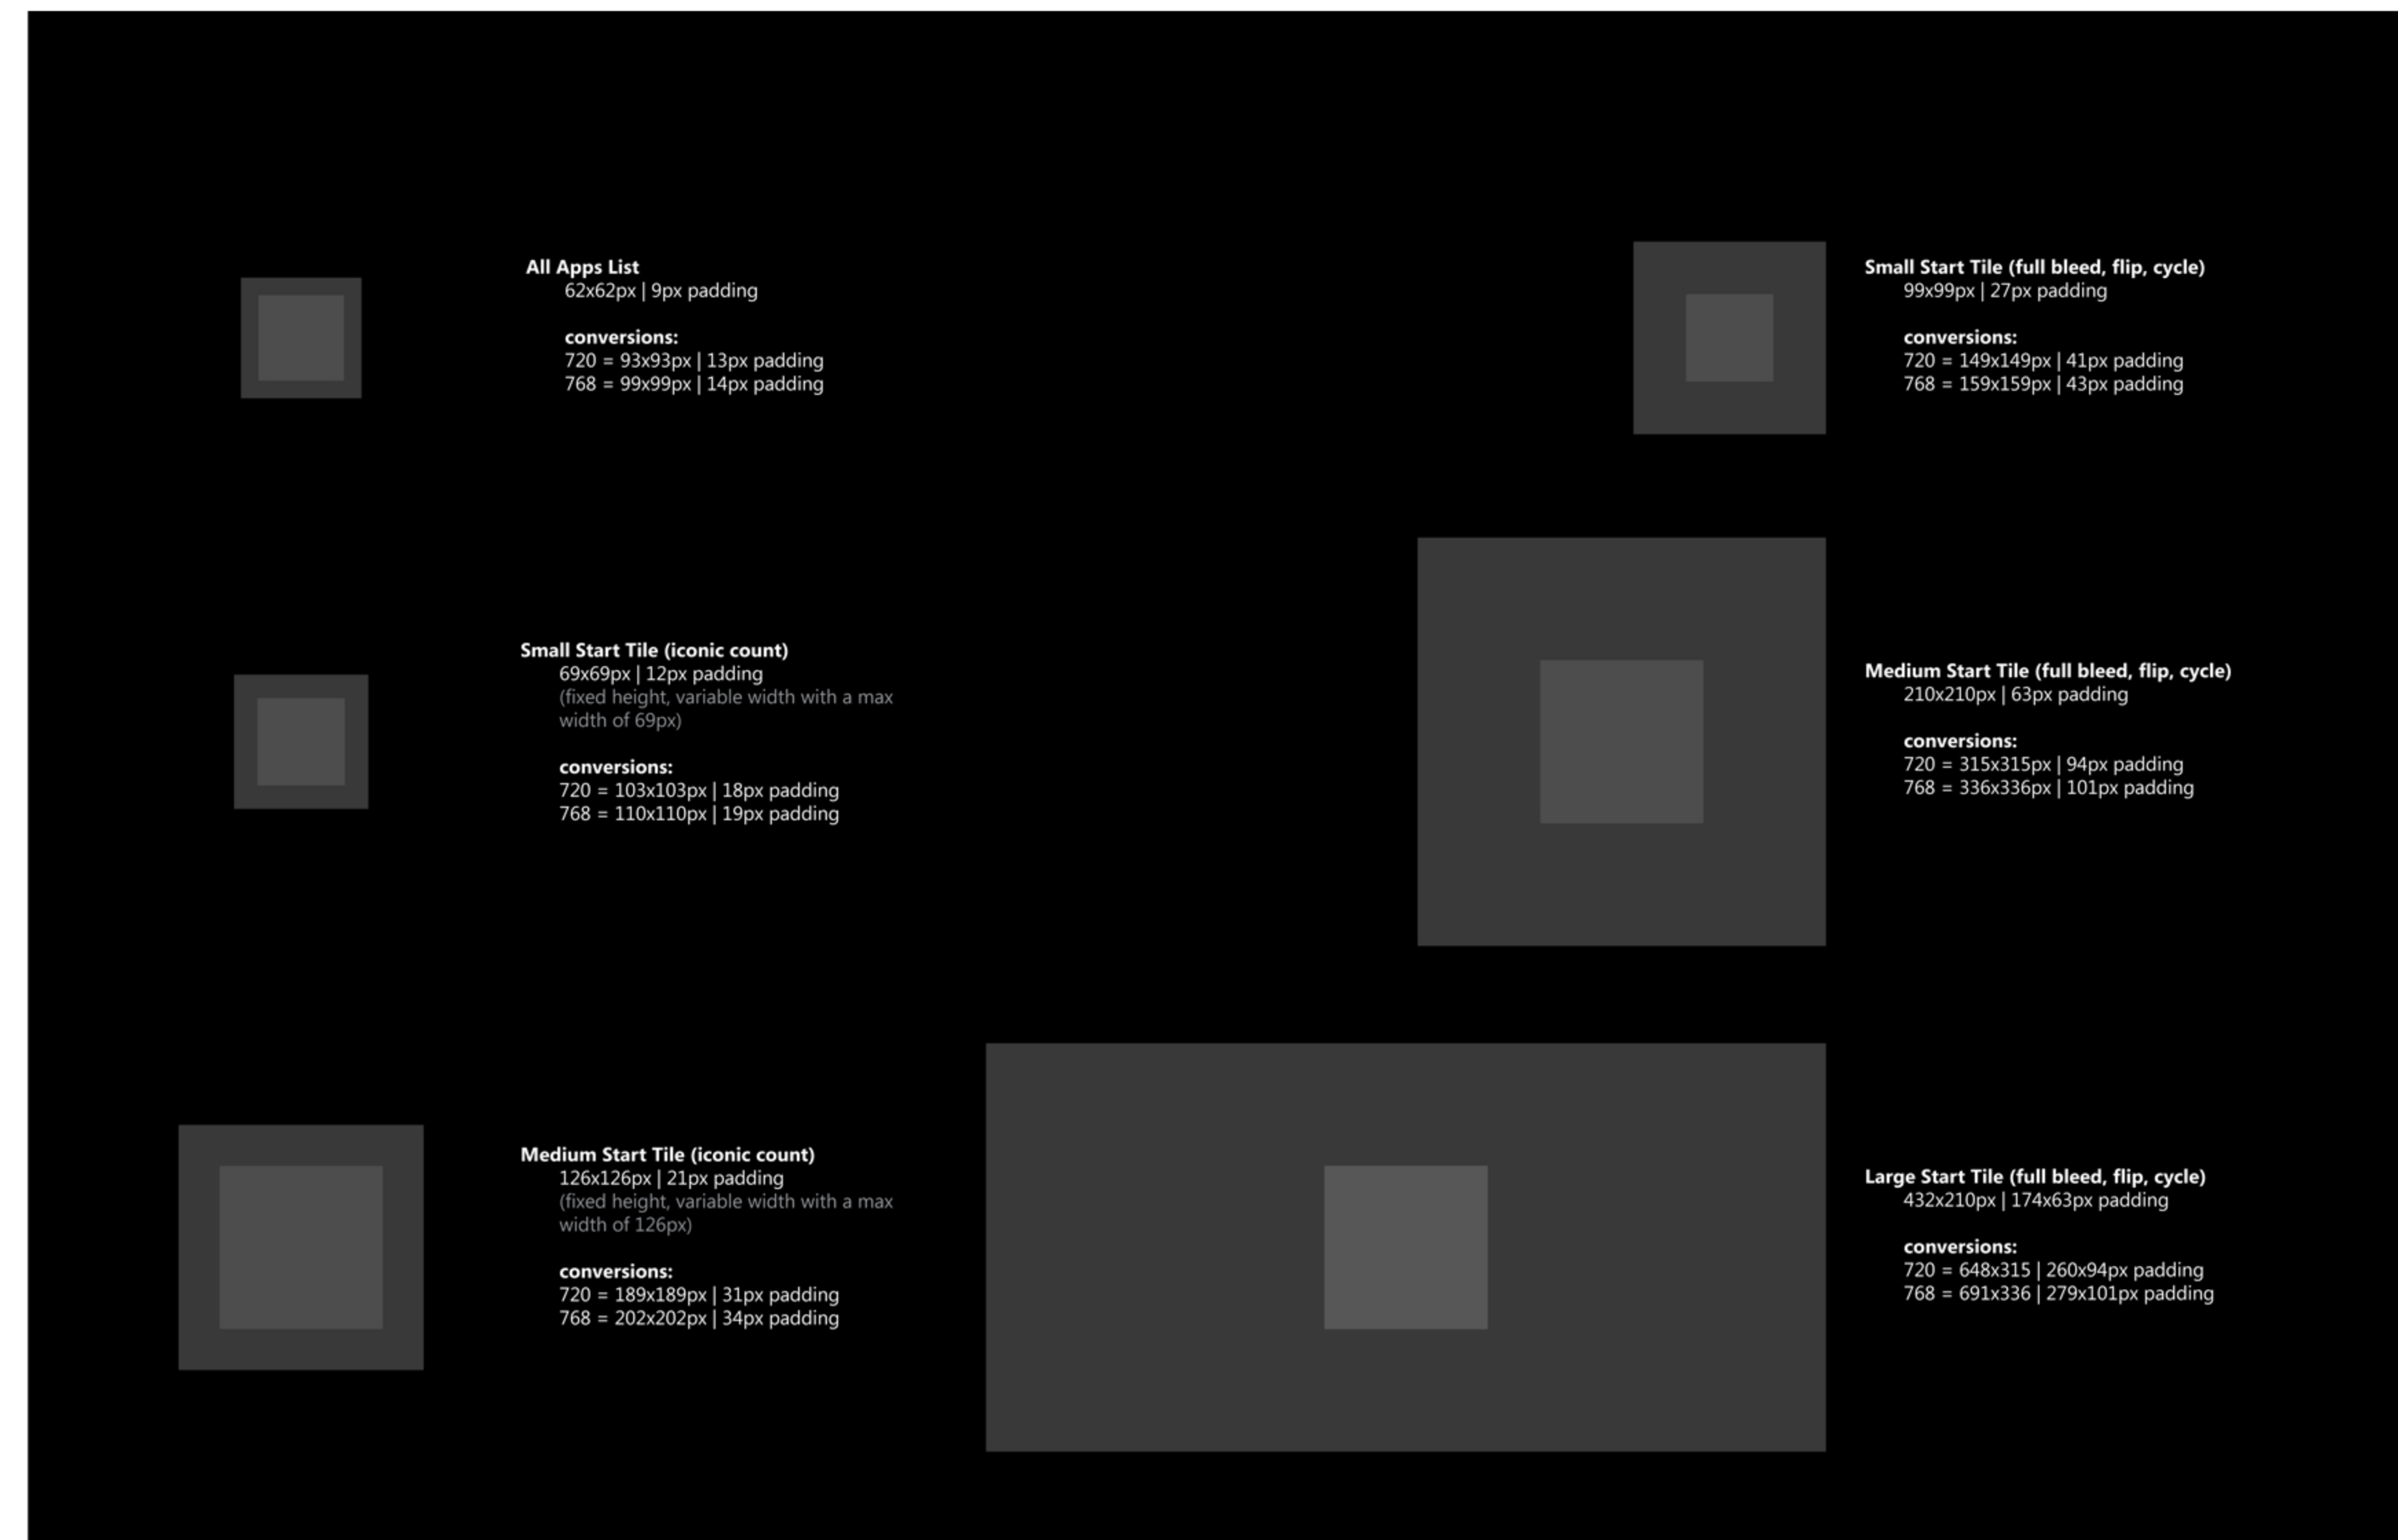 All Apps List
62x62px | 9px padding
conversions:
720 = 93x93px | 13px padding
768 = 99x99px | 14px padding
Small Start Tile (full bleed, flip, cycle)
99x99px | 27px padding
conversions:
720 = 149x149px | 41px padding
768 = 159x159px | 43px padding
Small Start Tile (iconic count)
69x69px | 12px padding
(fixed height, variable width with a max
width of 69px)
conversions:
720 = 103x103px | 18px padding
768 = 110x110px | 19px padding
Medium Start Tile (full bleed, flip, cycle)
210x210px | 63px padding
conversions:
720 = 315x315px | 94px padding
768 = 336x336px | 101px padding
Medium Start Tile (iconic count)
126x126px | 21px padding
(fixed height, variable width with a max
width of 126px)
conversions:
720 = 189x189px | 31px padding
768 = 202x202px | 34px padding
Large Start Tile (full bleed, flip, cycle)
432x210px | 174x63px padding
conversions:
720 = 648x315 | 260x94px padding
768 = 691x336 | 279x101px padding